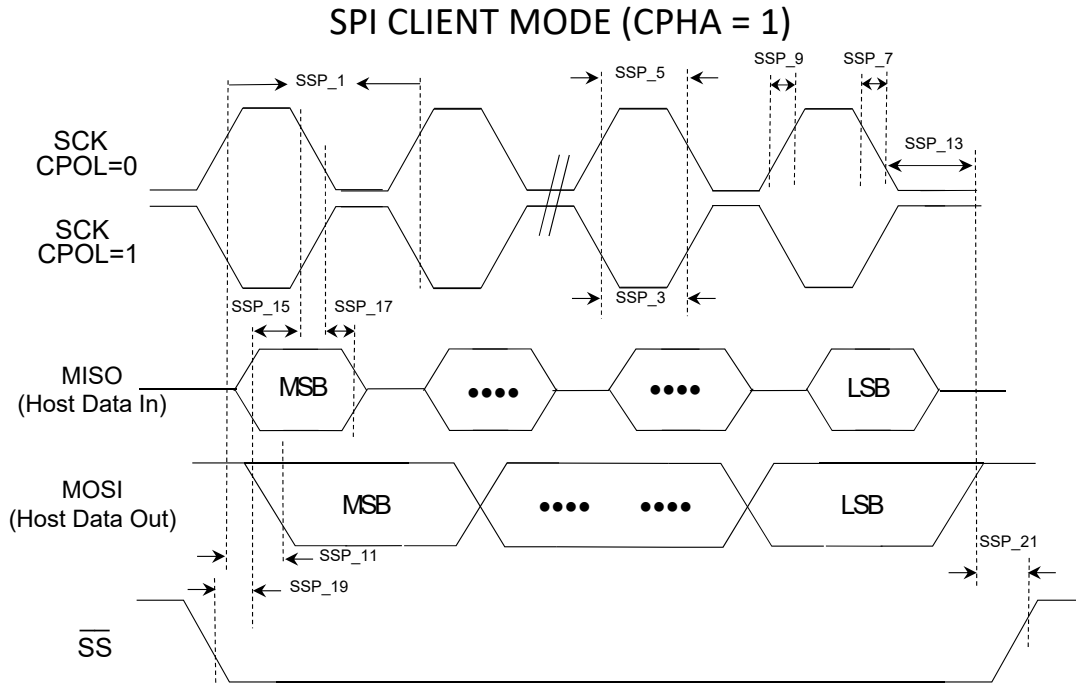 SPI CLIENT MODE (CPHA = 1)
SSP_1
SSP_5
SSP_9
SSP_7
SCK
CPOL=0
SSP_13
SCK
CPOL=1
SSP_3
SSP_15
SSP_17
MISO
(Host Data In)
MSB
LSB
MOSI
(Host Data Out)
MSB
LSB
SSP_11
SSP_21
SSP_19
SS